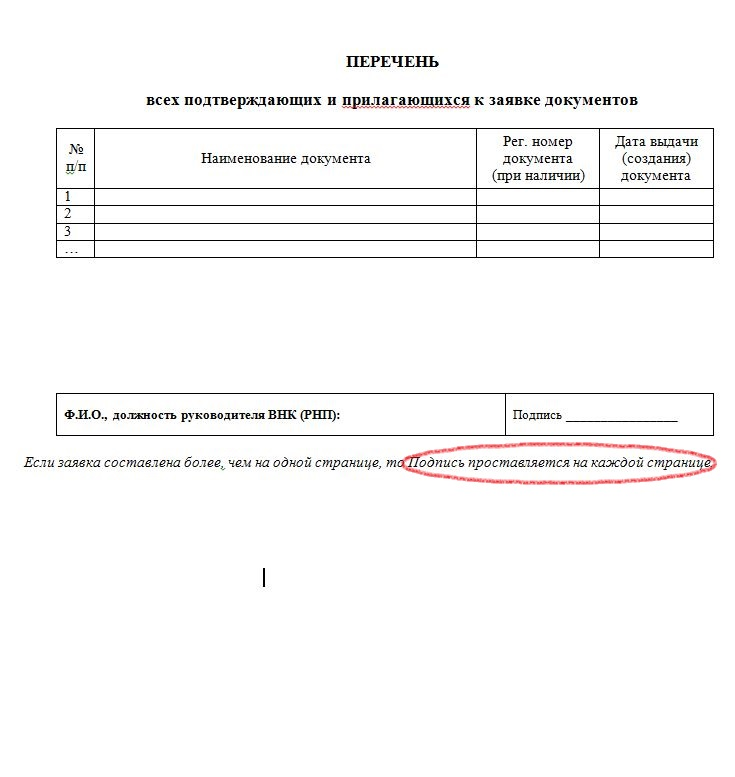 ПЕРЕЧЕНЬ
всех подтверждающих и прилагающихся к заявке документов
№ п/п
Наименование документа
Рег. номер документа (при наличии)
Дата выдачи (создания) документа
1
2
3
...
Ф.И.О., должность руководителя ВНК (РНП):
Подпись ________________
Если заявка составлена более, чем на одной странице, то Подпись проставляется на каждой странице.